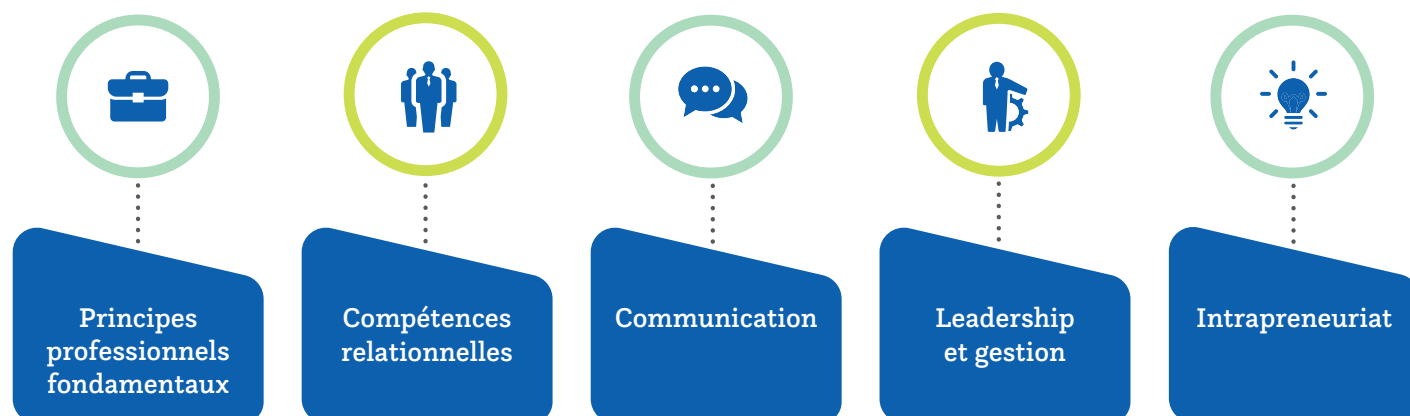 Principes
professionnels
fondamentaux
Compétences
relationnelles
Communication
Leadership
et gestion
Intrapreneuriat